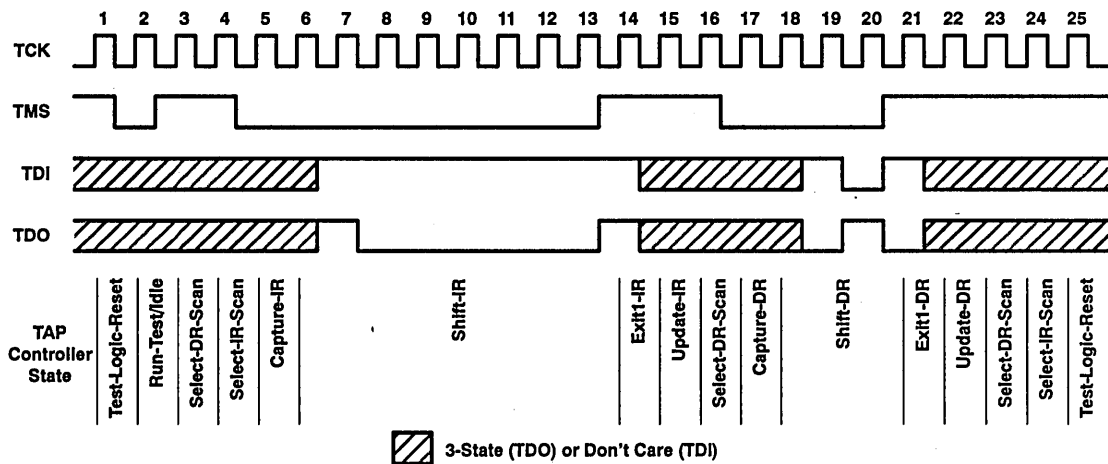 1 2 3 4 5 6 7 8 9 10 11 12 13 14 15 16 17 18 19 20 21 22 23 24 25
TCK
TMS
TDI
TDO
TAP
Controller
State
Test-Logic-Reset
Run-Test/Idle
Select-DR-Scan
Select-IR-Scan
Capture-IR
Shift-IR
Exit1-IR
Update-IR
Select-DR-Scan
Capture-DR
Shift-DR
Exit1-DR
Update-DR
Select-DR-Scan
Select-IR-Scan
Test-Logic-Reset
3-State (TDO) or Don't Care (TDI)